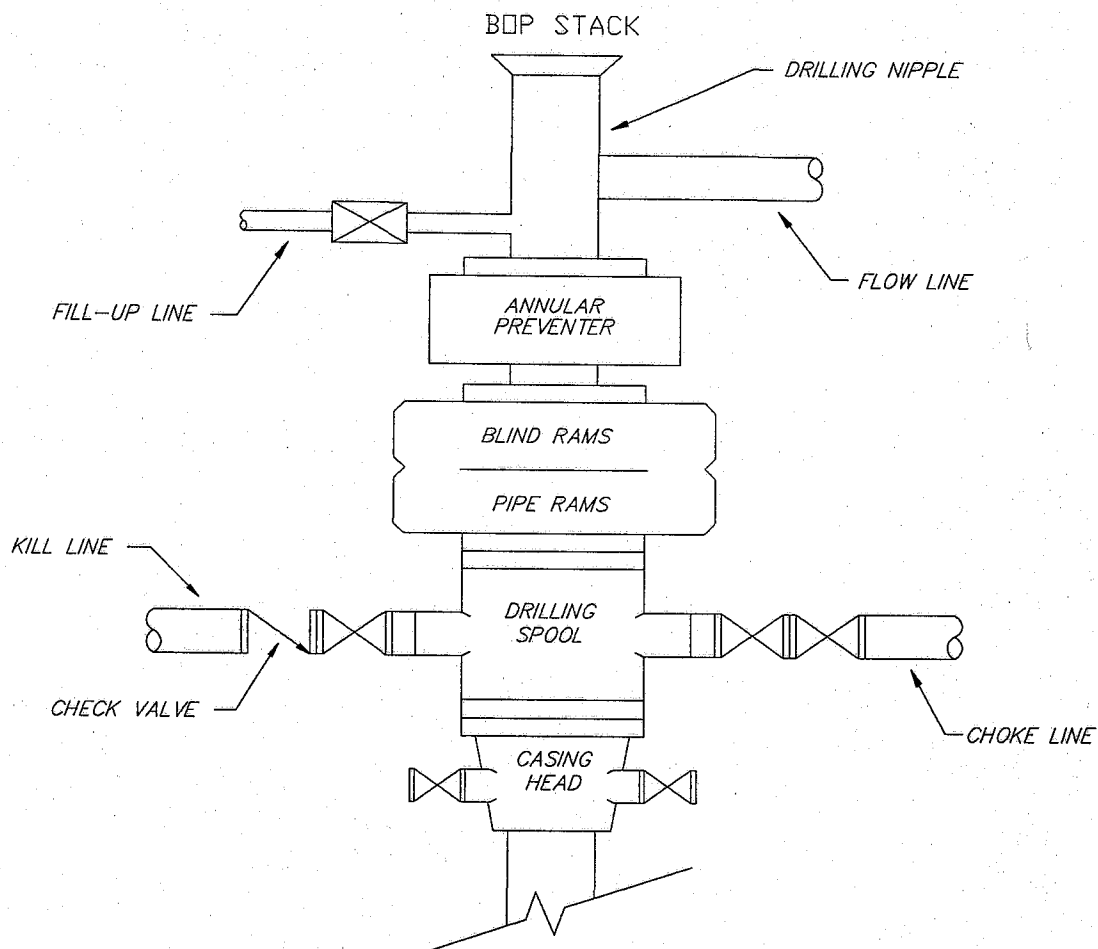 BOP STACK
DRILLING NIPPLE
FLOW LINE
FILL-UP LINE
ANNULAR
PREVENTER
BLIND RAMS
PIPE RAMS
KILL LINE
DRILLING
SPOOL
CHECK VALVE
CHOKE LINE
CASING
HEAD